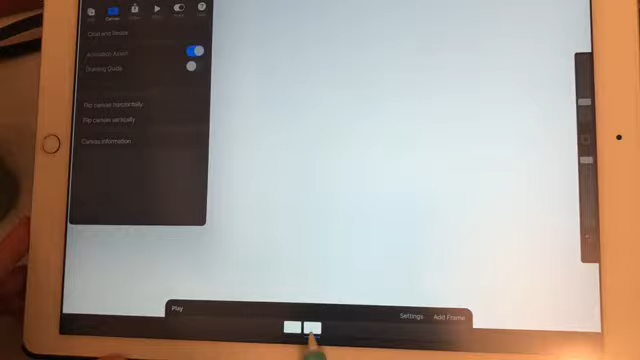 Canvas
Crop and Resize
Animation Assist
Drawing Guide
Flip canvas horizontally
Flip canvas vertically
Canvas information
Play
Settings
Add Frame